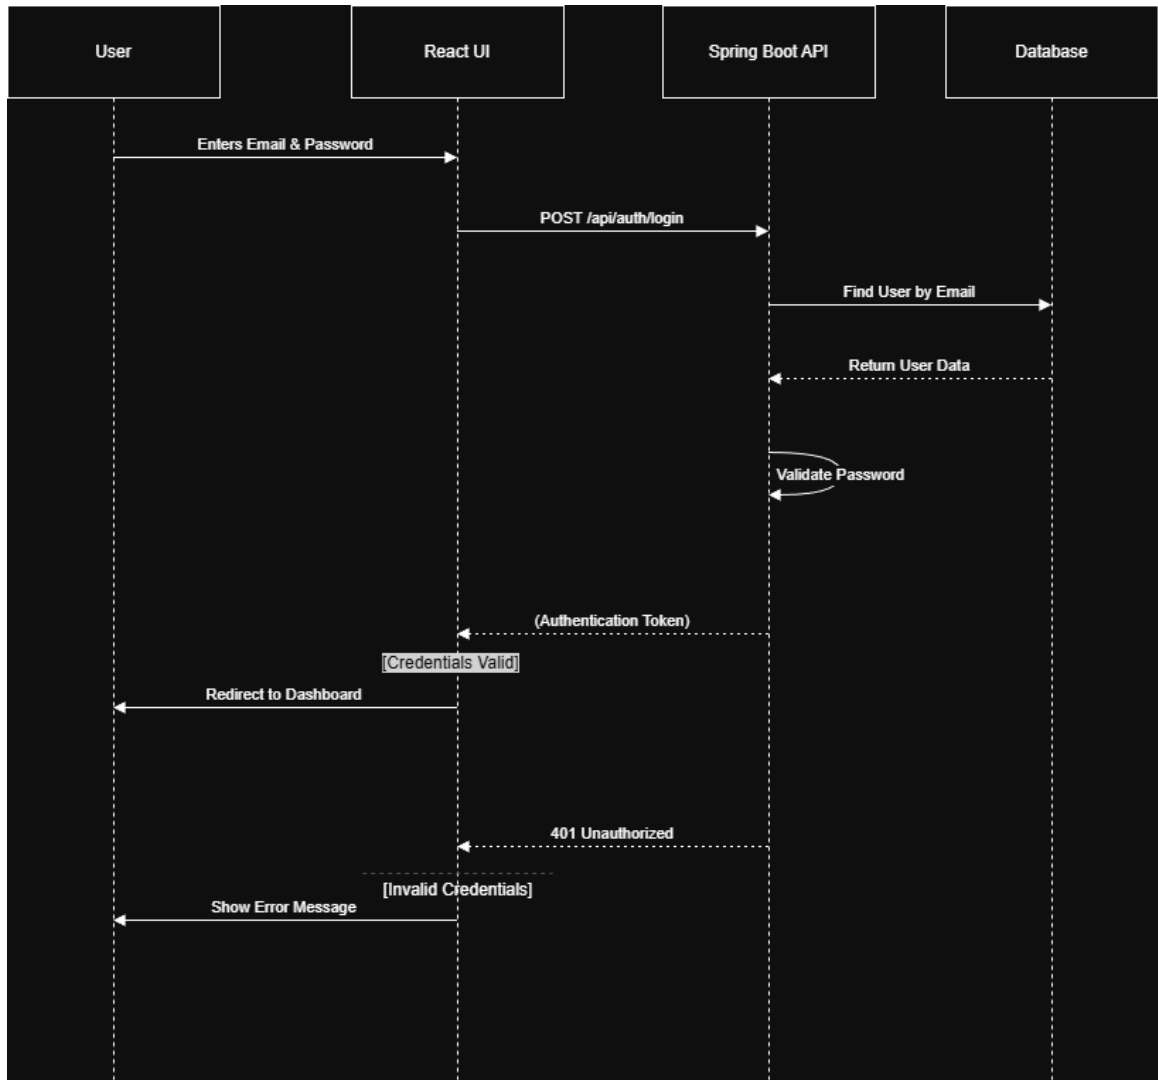 User
React UI
Spring Boot API
Database
Enters Email & Password
POST /api/auth/login
Find User by Email
Return User Data
Validate Password
(Authentication Token)
[Credentials Valid]
Redirect to Dashboard
401 Unauthorized
[Invalid Credentials]
Show Error Message